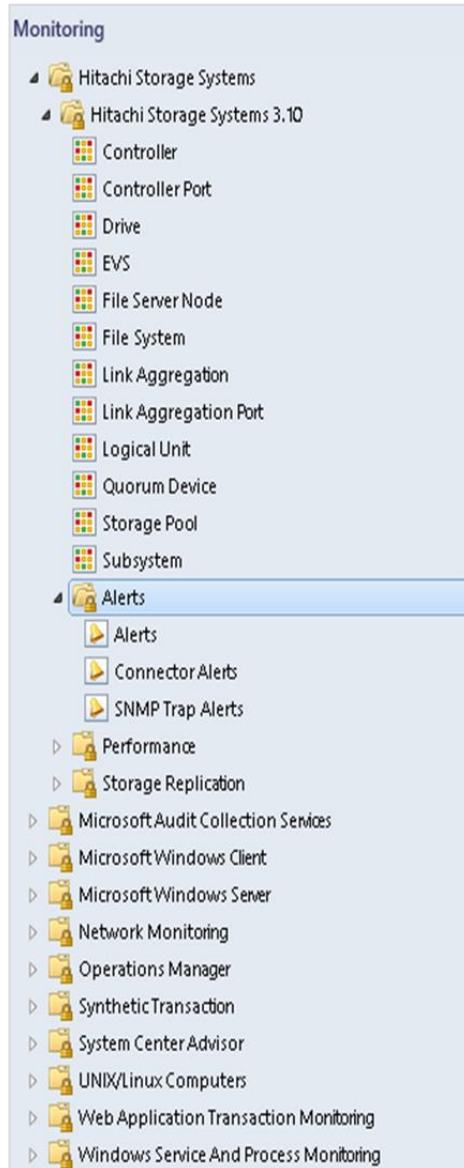 Monitoring
Hitachi Storage Systems
Hitachi Storage Systems 3.10
Controller
Controller Port
Drive
EVS
File Server Node
File System
Link Aggregation
Link Aggregation Port
Logical Unit
Quorum Device
Storage Pool
Subsystem
Alerts
Alerts
Connector Alerts
SNMP Trap Alerts
Performance
Storage Replication
Microsoft Audit Collection Services
Microsoft Windows Client
Microsoft Windows Server
Network Monitoring
Operations Manager
Synthetic Transaction
System Center Advisor
UNIX/Linux Computers
Web Application Transaction Monitoring
Windows Service And Process Monitoring